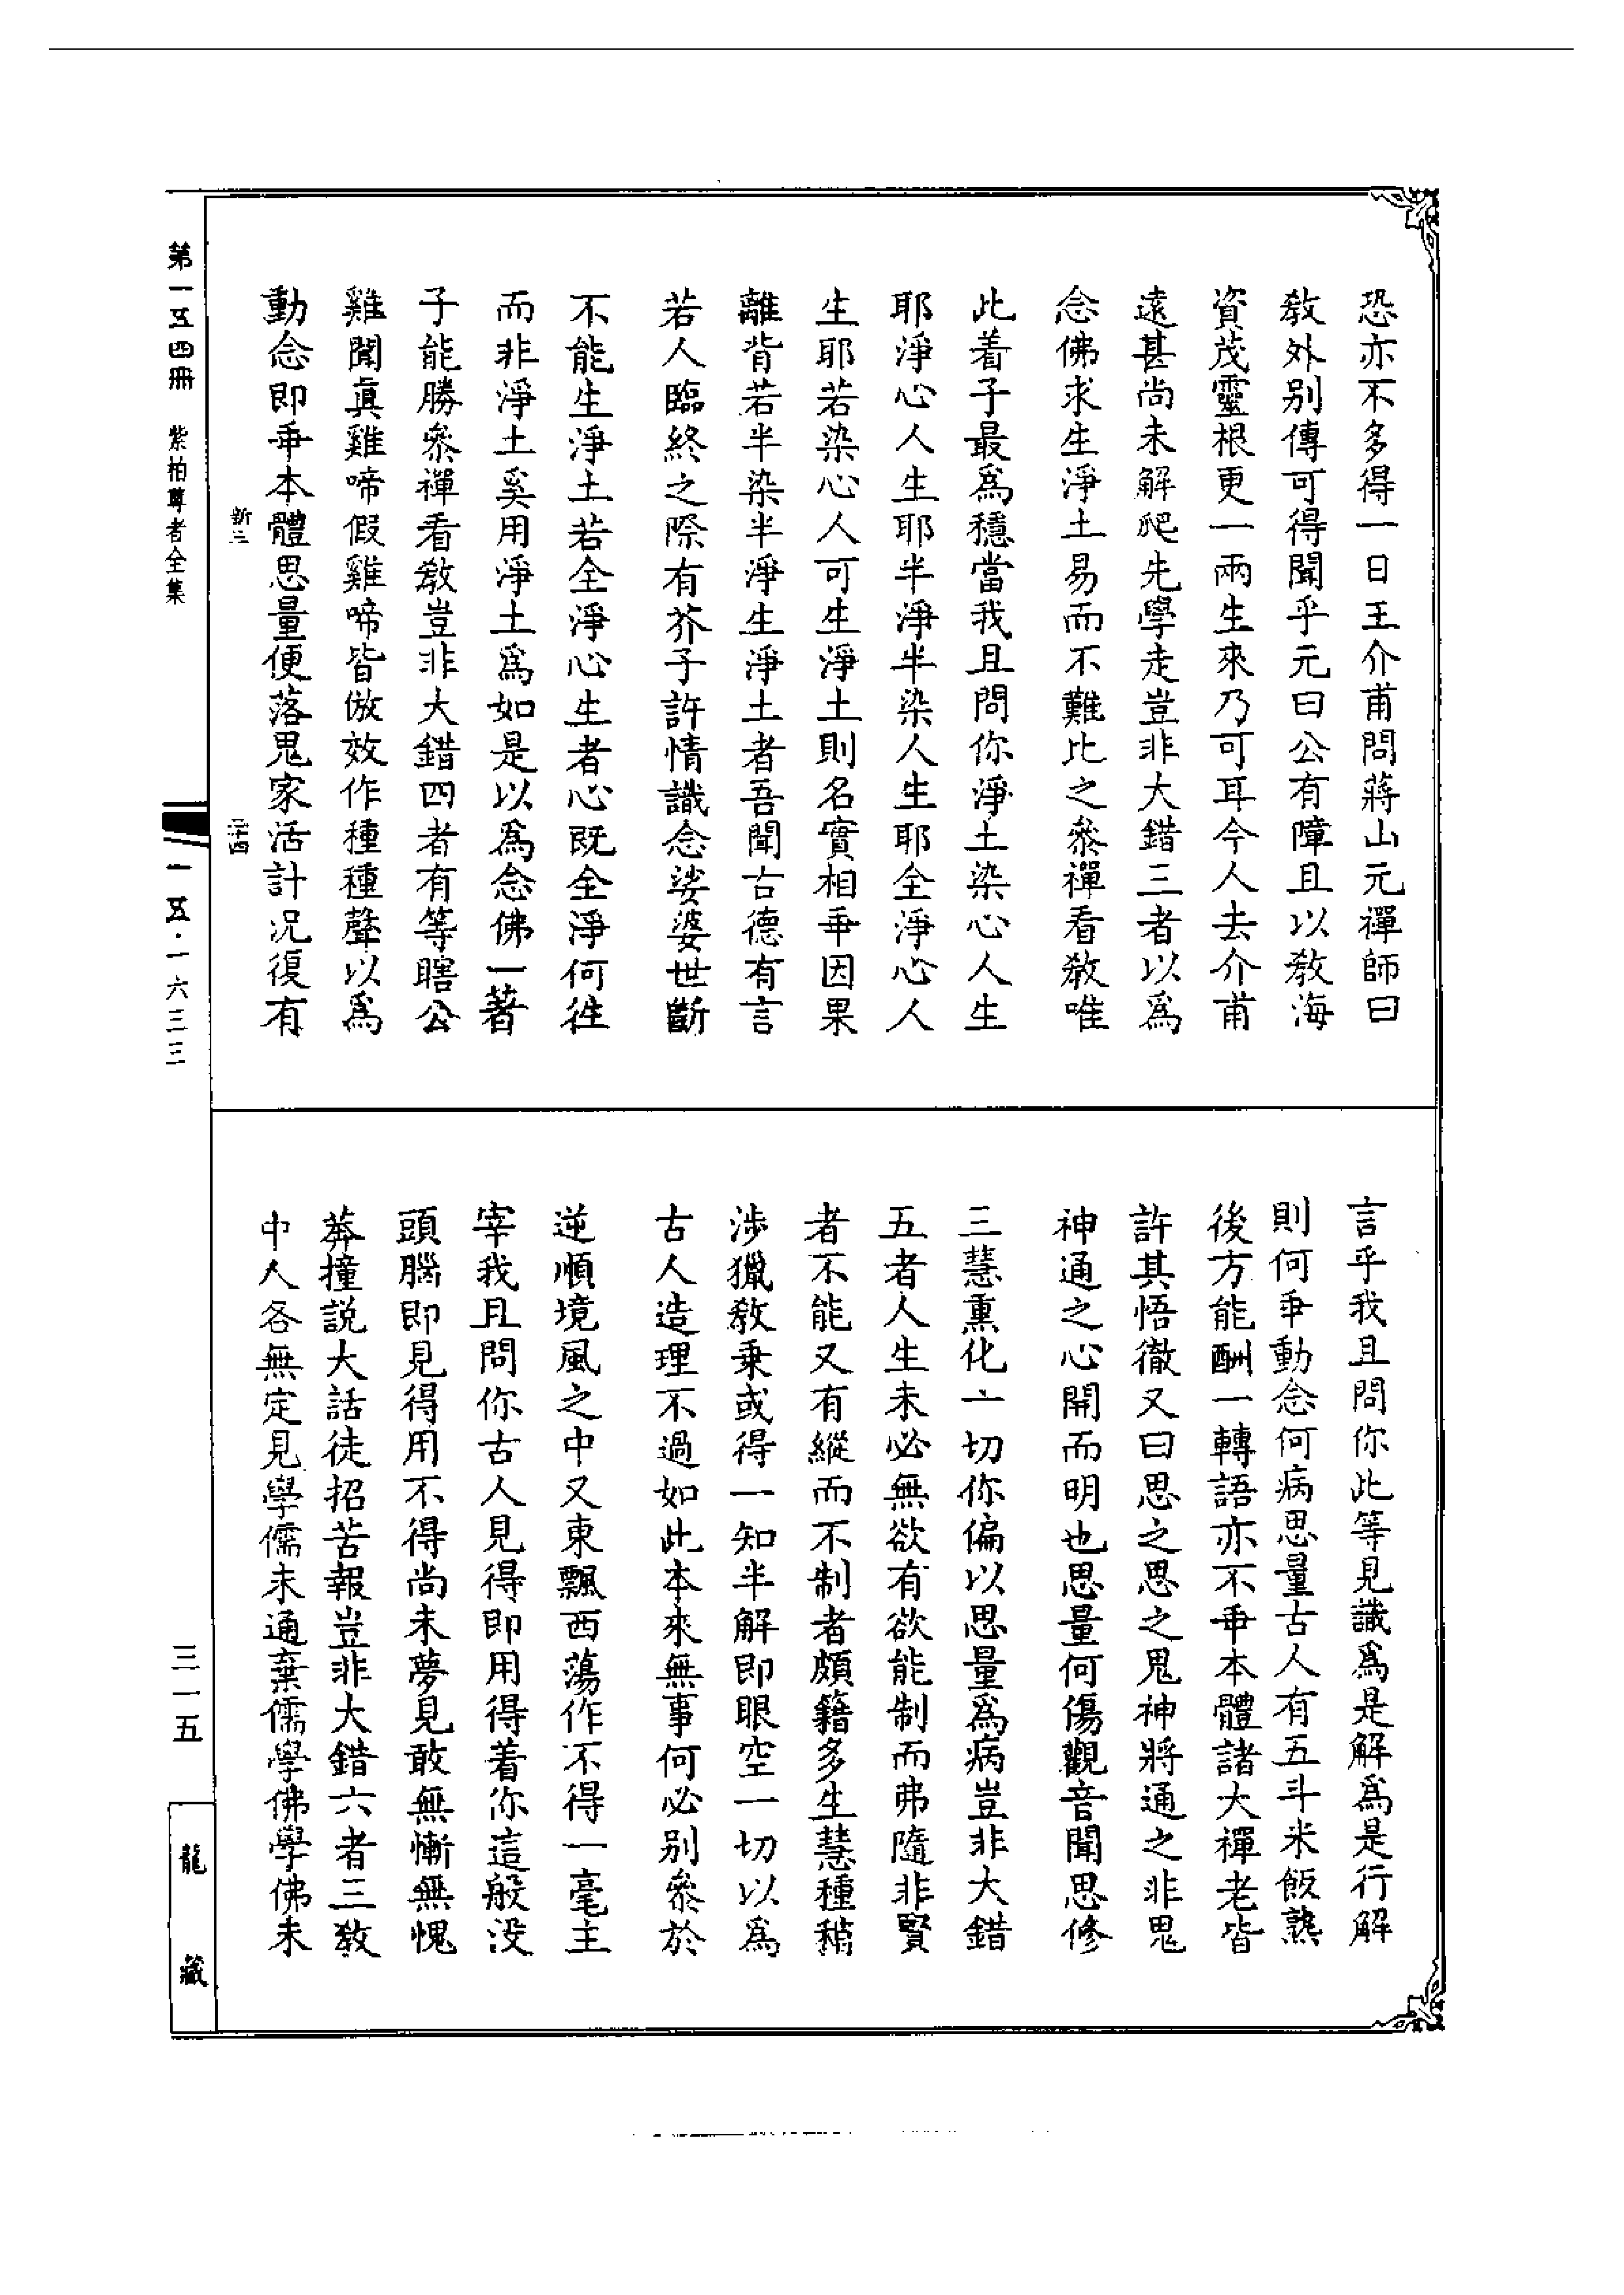 恐亦不多得一日王介甫問蔣山元禪師曰
教外别傳可得聞乎元曰公有障且以教海
資茂靈根更一兩生來乃可耳今人去介甫
遠甚尚未解爬先學走豈非大錯三者以爲
念佛求生淨土易而不難比之叅禪看教唯
此着子最爲穩當我且問你淨土染心人生
耶淨心人生耶半淨半染人生耶全淨心人
生耶若染心人可生淨土則名實相乖因果
離背若半染半淨生淨土者吾聞古德有言
若人臨終之際有芥子許情識念娑婆世斷
不能生淨土若全淨心生者心既全淨何往
而非淨土奚用淨土爲如是以爲念佛一著
子能勝叅禪看教豈非大錯四者有等瞎公
雞聞真雞啼假雞啼皆倣效作種種聲以爲
動念即乖本體思量便落鬼家活計况復有
新三
二十四
言乎我且問你此等見識爲是解爲是行解
則何乖動念何病思量古人有五斗米飯熟
後方能酬一轉語亦不乖本體諸大禪老皆
許其悟徹又曰思之思之鬼神將通之非鬼
神通之心開而明也思量何傷觀音聞思修
三慧熏化亠切你偏以思量爲病豈非大錯
五者人生未必無欲有欲能制而弗隨非賢
者不能又有縱而不制者頗籍多生慧種稍
涉獵教乘或得一知半解即眼空一切以爲
古人造理不過如此本來無事何必别叅於
逆順境風之中又東飄西蕩作不得一毫主
宰我且問你古人見得即用得着你這般没
頭腦即見得用不得尚未夢見敢無慚無愧
莽撞説大話徒招苦報豈非大錯六者三教
中人各無定見學儒未通棄儒學佛學佛未
第一五四冊　紫柏尊者全集
一五·一六三三
三一五
龍藏